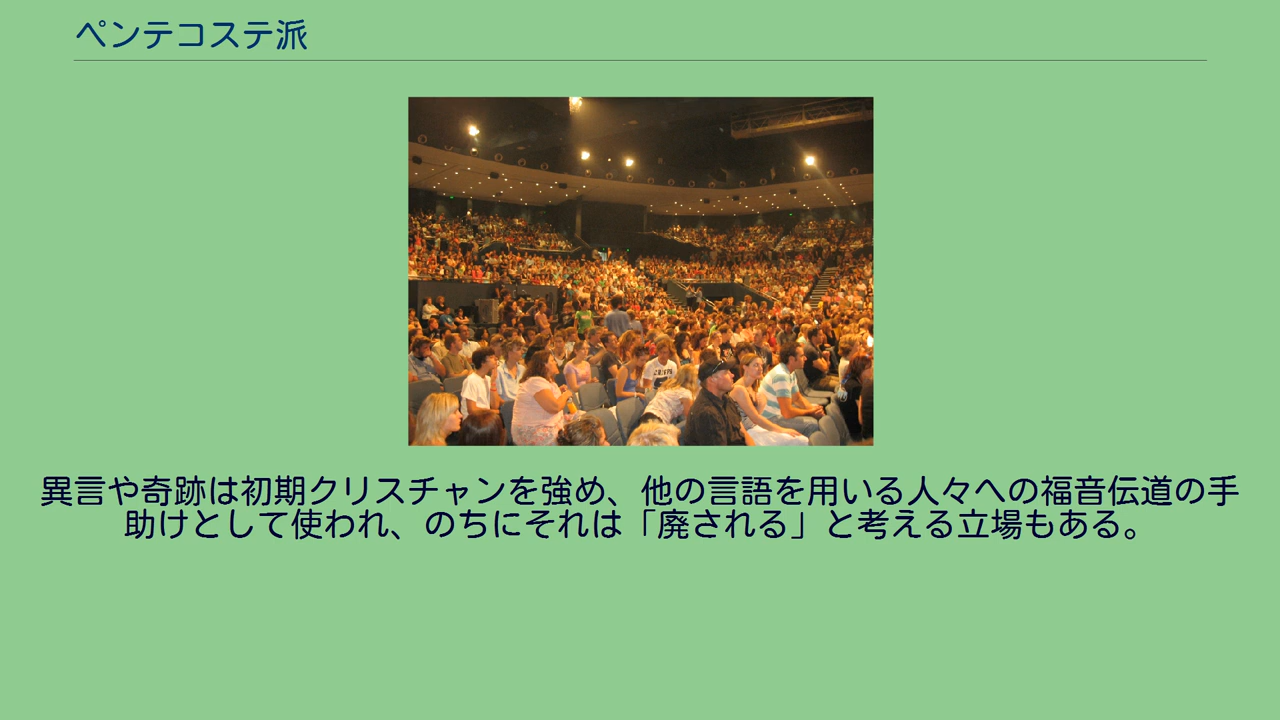 ペンテコステ派
異言や奇跡は初期クリスチャンを強め、他の言語を用いる人々への福音伝道の手
助けとして使われ、のちにそれは「廃される」と考える立場もある。